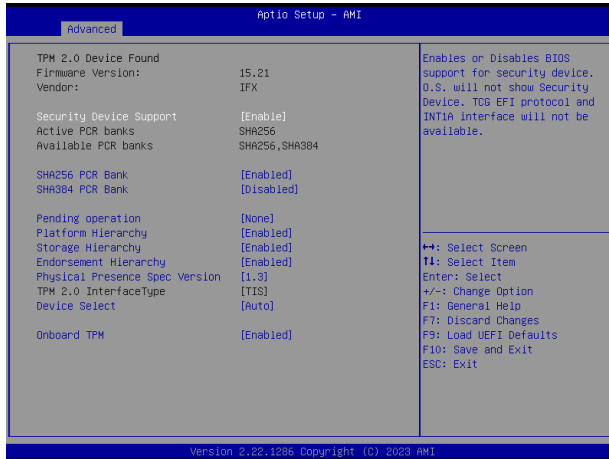 Aptio Setup - AMI
Advanced
TPM 2.0 Device Found
Firmware Version: 15.21
Vendor: IFX
Security Device Support [Enable]
Active PCR banks SHA256
Available PCR banks SHA256,SHA384
SHA256 PCR Bank [Enabled]
SHA384 PCR Bank [Disabled]
Pending operation [None]
Platform Hierarchy [Enabled]
Storage Hierarchy [Enabled]
Endorsement Hierarchy [Enabled]
Physical Presence Spec Version [1.3]
TPM 2.0 InterfaceType [TIS]
Device Select [Auto]
Onboard TPM [Enabled]
Enables or Disables BIOS
support for security device.
O.S. will not show Security
Device. TCG EFI protocol and
INT1A interface will not be
available.
↔: Select Screen
↑↓: Select Item
Enter: Select
+/-: Change Option
F1: General Help
F7: Discard Changes
F9: Load UEFI Defaults
F10: Save and Exit
ESC: Exit
Version 2.22.1286 Copyright (C) 2023 AMI